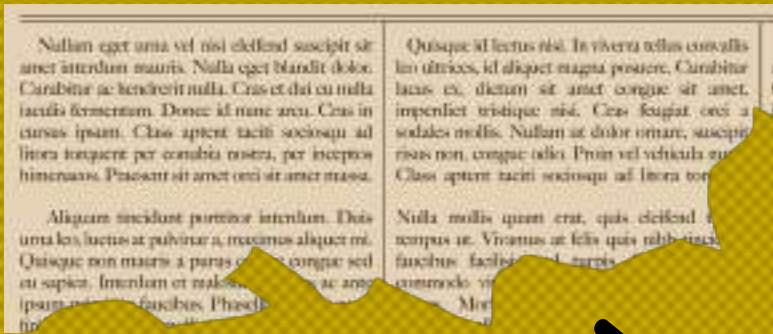 Nullam eget urna vel nisi eleifend suscipit sit
amet interdum mauris. Nulla eget blandit dolor.
Curabitur ac hendrerit nulla. Cras et dui eu nulla
iaculis fermentum. Donec id nunc arcu. Cras in
cursus ipsum. Class aptent taciti sociosqu ad
litora torquent per conubia nostra, per inceptos
himenaeos. Praesent sit amet orci sit amet massa.
Aliquam tincidunt porttitor interdum. Duis
urna leo, luctus at pulvinar a, maximus aliquet mi.
Quisque non mauris a purus congue sed
eu sapien. Interdum et ac ante
ipsum faucibus.
Quisque id lectus nisi. In viverra tellus convallis
leo ultrices, id aliquet magna posuere. Curabitur
lacus ex, dictum sit amet congue sit amet,
imperdiet tristique nisi. Cras feugiat orci a
sodales mollis. Nullam at dolor ornare, suscipit
risus non, congue odio. Proin vel vehicula
Class aptent taciti sociosqu ad litora
Nulla mollis quam erat, quis eleifend
tempus ut. Vivamus at felis quis nibh
faucibus turpis
commodo